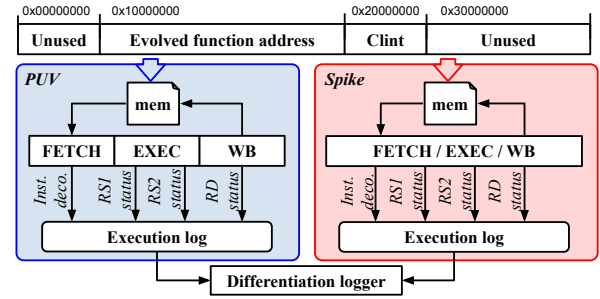 0x00000000 0x10000000 0x20000000 0x30000000
Unused Evolved function address Clint Unused
PUV Spike
mem mem
FETCH EXEC WB FETCH / EXEC / WB
Inst. deco. RS1 status RS2 status RD status Inst. deco. RS1 status RS2 status RD status
Execution log Execution log
Differentiation logger